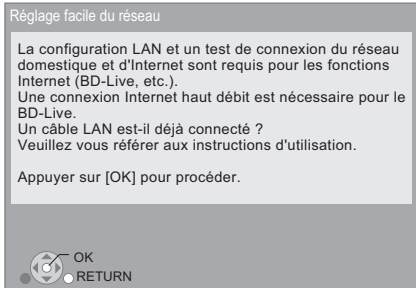 Réglage facile du réseau
La configuration LAN et un test de connexion du réseau
domestique et d'Internet sont requis pour les fonctions
Internet (BD-Live, etc.).
Une connexion Internet haut débit est nécessaire pour le
BD-Live.
Un câble LAN est-il déjà connecté ?
Veuillez vous référer aux instructions d'utilisation.
Appuyer sur [OK] pour procéder.
OK
RETURN